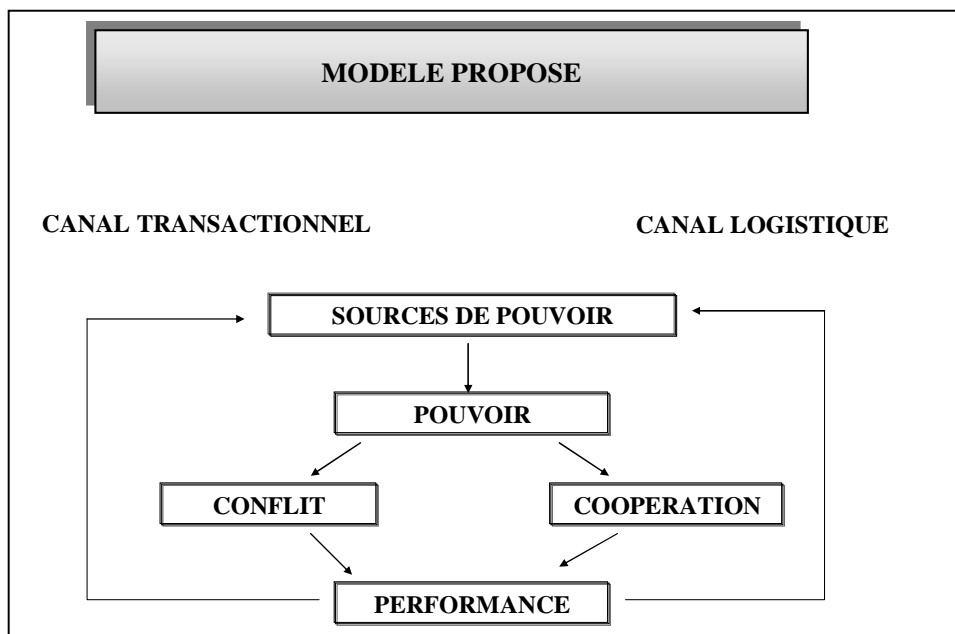 MODELE PROPOSE
CANAL TRANSACTIONNEL
CANAL LOGISTIQUE
SOURCES DE POUVOIR
POUVOIR
CONFLIT
COOPERATION
PERFORMANCE